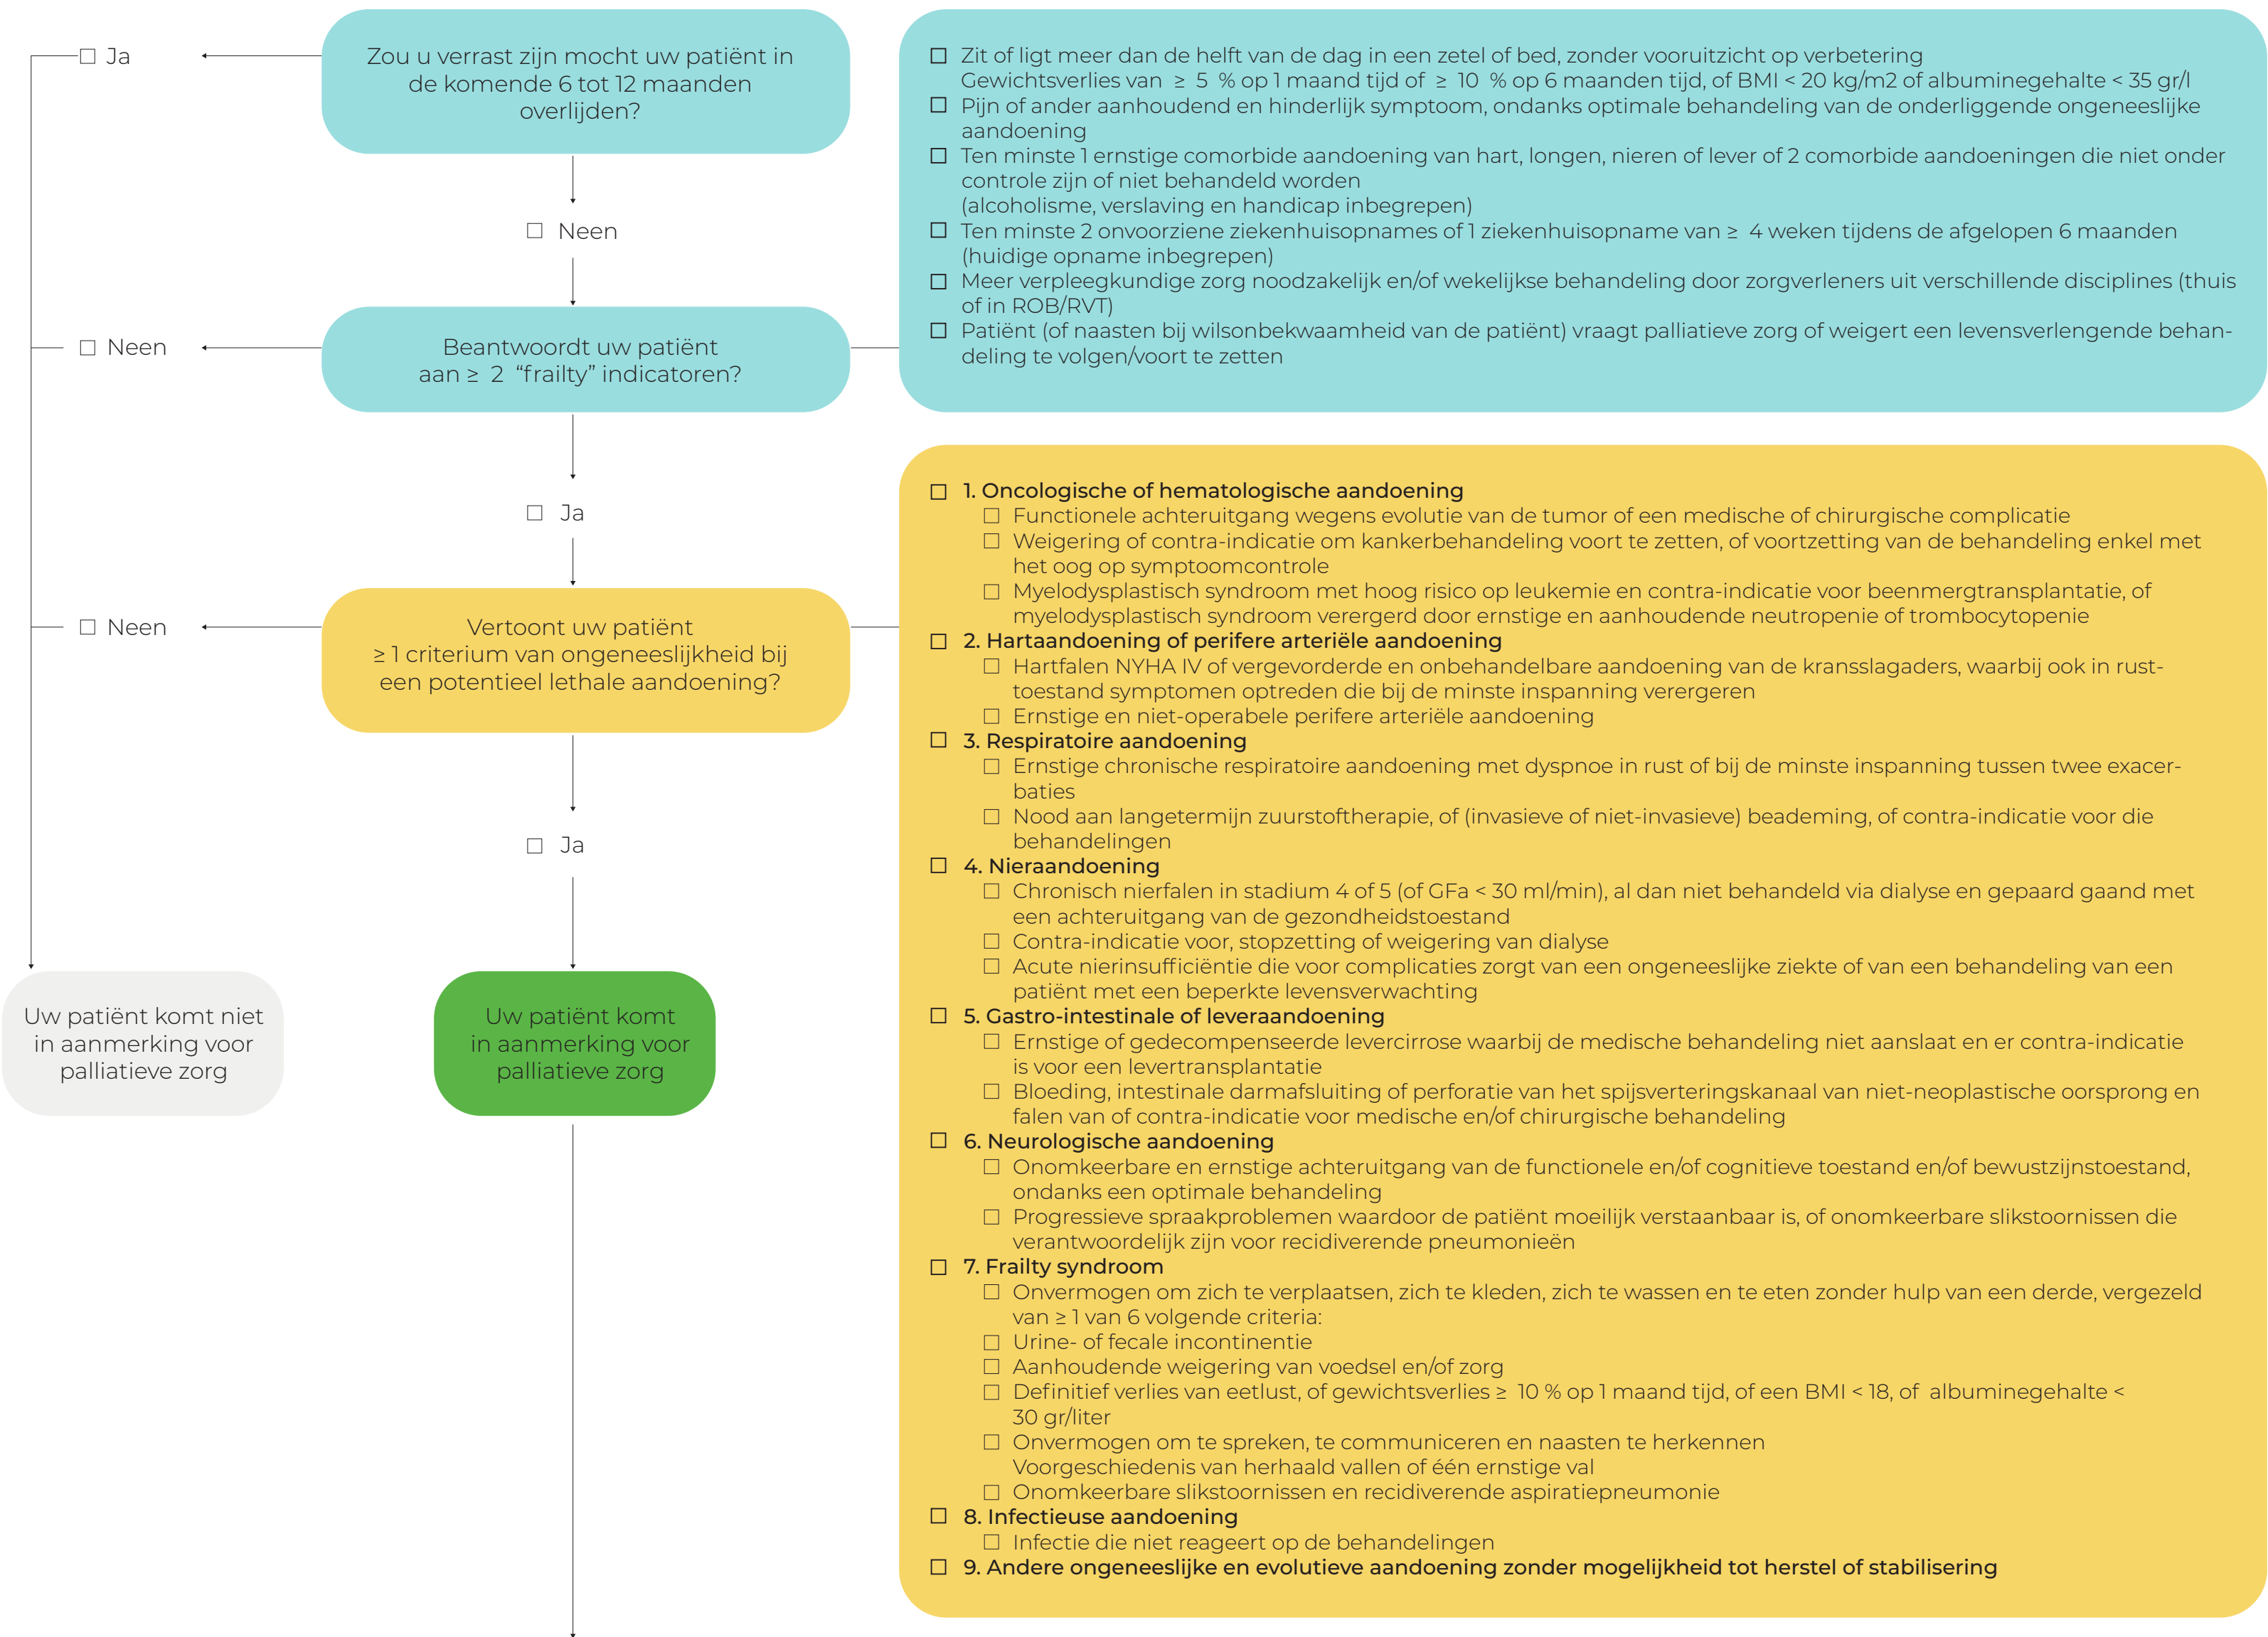 ☐ Ja
Zou u verrast zijn mocht uw patiënt in
de komende 6 tot 12 maanden
overlijden?
☐ Neen
☐ Neen
Beantwoordt uw patiënt
aan ≥ 2 “frailty” indicatoren?
☐ Zit of ligt meer dan de helft van de dag in een zetel of bed, zonder vooruitzicht op verbetering
Gewichtsverlies van ≥ 5 % op 1 maand tijd of ≥ 10 % op 6 maanden tijd, of BMI < 20 kg/m2 of albuminegehalte < 35 gr/l
☐ Pijn of ander aanhoudend en hinderlijk symptoom, ondanks optimale behandeling van de onderliggende ongeneeslijke
aandoening
☐ Ten minste 1 ernstige comorbide aandoening van hart, longen, nieren of lever of 2 comorbide aandoeningen die niet onder
controle zijn of niet behandeld worden
(alcoholisme, verslaving en handicap inbegrepen)
☐ Ten minste 2 onvoorziene ziekenhuisopnames of 1 ziekenhuisopname van ≥ 4 weken tijdens de afgelopen 6 maanden
(huidige opname inbegrepen)
☐ Meer verpleegkundige zorg noodzakelijk en/of wekelijkse behandeling door zorgverleners uit verschillende disciplines (thuis
of in ROB/RVT)
☐ Patiënt (of naasten bij wilsonbekwaamheid van de patiënt) vraagt palliatieve zorg of weigert een levensverlengende behan-
deling te volgen/voort te zetten
☐ Ja
☐ Neen
Vertoont uw patiënt
≥ 1 criterium van ongeneeslijkheid bij
een potentieel lethale aandoening?
☐ Ja
☐ 1. Oncologische of hematologische aandoening
☐ Functionele achteruitgang wegens evolutie van de tumor of een medische of chirurgische complicatie
☐ Weigering of contra-indicatie om kankerbehandeling voort te zetten, of voortzetting van de behandeling enkel met
het oog op symptoomcontrole
☐ Myelodysplastisch syndroom met hoog risico op leukemie en contra-indicatie voor beenmergtransplantatie, of
myelodysplastisch syndroom verergerd door ernstige en aanhoudende neutropenie of trombocytopenie
☐ 2. Hartaandoening of perifere arteriële aandoening
☐ Hartfalen NYHA IV of vergevorderde en onbehandelbare aandoening van de kransslagaders, waarbij ook in rust-
toestand symptomen optreden die bij de minste inspanning verergeren
☐ Ernstige en niet-operabele perifere arteriële aandoening
☐ 3. Respiratoire aandoening
☐ Ernstige chronische respiratoire aandoening met dyspnoe in rust of bij de minste inspanning tussen twee exacer-
baties
☐ Nood aan langetermijn zuurstoftherapie, of (invasieve of niet-invasieve) beademing, of contra-indicatie voor die
behandelingen
☐ 4. Nieraandoening
☐ Chronisch nierfalen in stadium 4 of 5 (of GFa < 30 ml/min), al dan niet behandeld via dialyse en gepaard gaand met
een achteruitgang van de gezondheidstoestand
☐ Contra-indicatie voor, stopzetting of weigering van dialyse
☐ Acute nierinsufficiëntie die voor complicaties zorgt van een ongeneeslijke ziekte of van een behandeling van een
patiënt met een beperkte levensverwachting
☐ 5. Gastro-intestinale of leveraandoening
☐ Ernstige of gedecompenseerde levercirrose waarbij de medische behandeling niet aanslaat en er contra-indicatie
is voor een levertransplantatie
☐ Bloeding, intestinale darmafsluiting of perforatie van het spijsverteringskanaal van niet-neoplastische oorsprong en
falen van of contra-indicatie voor medische en/of chirurgische behandeling
☐ 6. Neurologische aandoening
☐ Onomkeerbare en ernstige achteruitgang van de functionele en/of cognitieve toestand en/of bewustzijnstoestand,
ondanks een optimale behandeling
☐ Progressieve spraakproblemen waardoor de patiënt moeilijk verstaanbaar is, of onomkeerbare slikstoornissen die
verantwoordelijk zijn voor recidiverende pneumonieën
☐ 7. Frailty syndroom
☐ Onvermogen om zich te verplaatsen, zich te kleden, zich te wassen en te eten zonder hulp van een derde, vergezeld
van ≥ 1 van 6 volgende criteria:
☐ Urine- of fecale incontinentie
☐ Aanhoudende weigering van voedsel en/of zorg
☐ Definitief verlies van eetlust, of gewichtsverlies ≥ 10 % op 1 maand tijd, of een BMI < 18, of albuminegehalte <
30 gr/liter
☐ Onvermogen om te spreken, te communiceren en naasten te herkennen
Voorgeschiedenis van herhaald vallen of één ernstige val
☐ Onomkeerbare slikstoornissen en recidiverende aspiratiepneumonie
☐ 8. Infectieuse aandoening
☐ Infectie die niet reageert op de behandelingen
☐ 9. Andere ongeneeslijke en evolutieve aandoening zonder mogelijkheid tot herstel of stabilisering
Uw patiënt komt niet
in aanmerking voor
palliatieve zorg
Uw patiënt komt
in aanmerking voor
palliatieve zorg